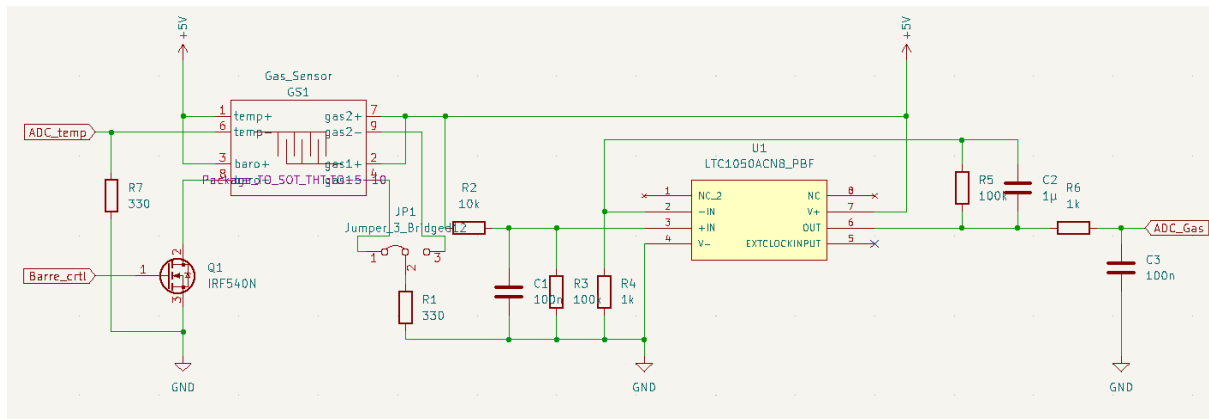 +5V
+5V
Gas_Sensor
GS1
1
temp+
gas2+
7
ADC_temp
6
temp-
gas2-
9
3
baro+
gas1+
2
8
4
R7
330
R2
10k
JP1
Jumper_3_Bridged12
1
2
3
U1
LTC1050ACN8_PBF
1
NC_2
NC
8
2
-IN
V+
7
3
+IN
OUT
6
4
V-
EXTCLOCKINPUT
5
R5
100k
C2
1µ
R6
1k
ADC_Gas
Barre_crtl
1
2
3
Q1
IRF540N
R1
330
C1
100n
R3
100k
R4
1k
C3
100n
GND
GND
GND